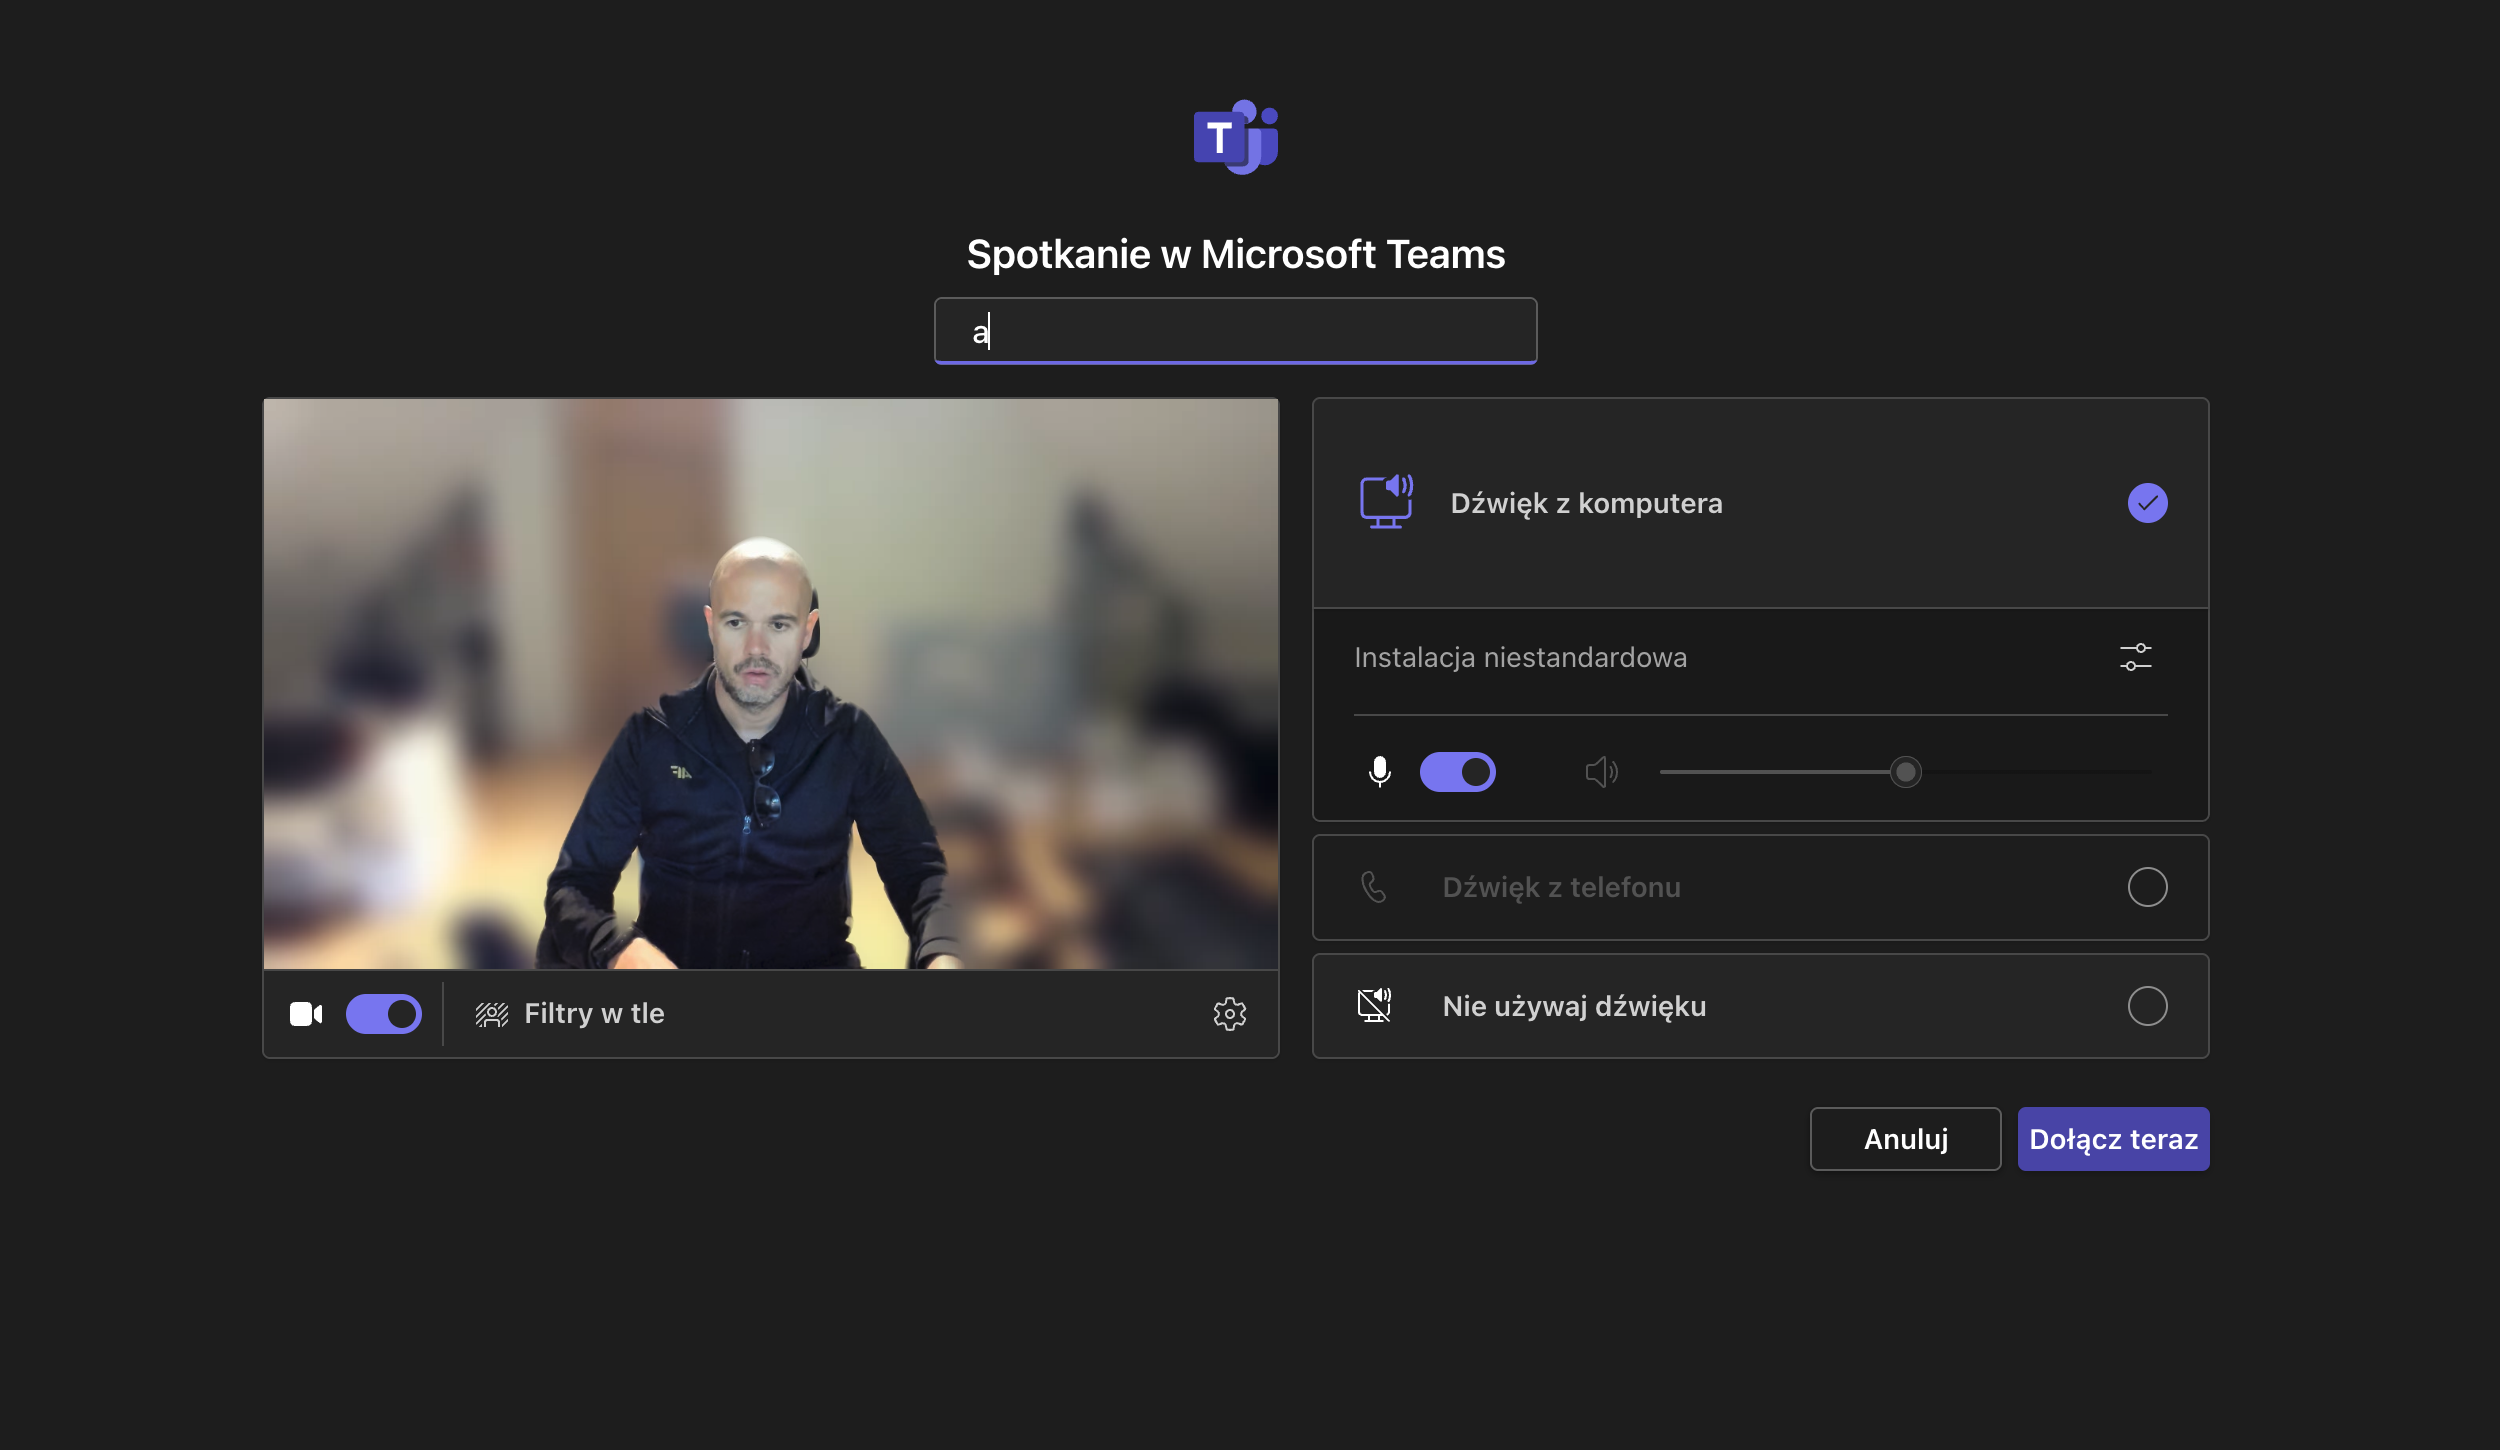 T
Spotkanie w Microsoft Teams
a
Dźwięk z komputera
Instalacja niestandardowa
Dźwięk z telefonu
Nie używaj dźwięku
Filtry w tle
Anuluj
Dołącz teraz